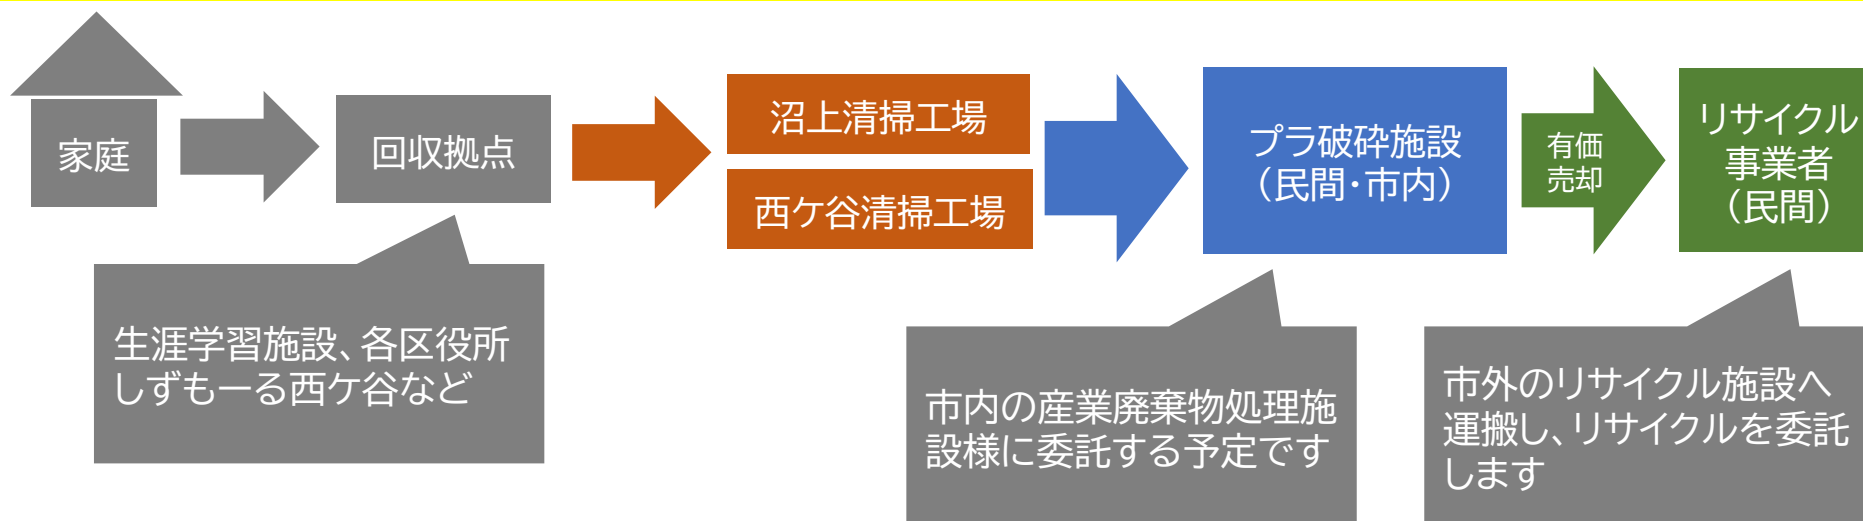 家庭
回収拠点
沼上清掃工場
西ケ谷清掃工場
プラ破砕施設
（民間・市内）
有価
売却
リサイクル
事業者
（民間）
生涯学習施設、各区役所
しずもーる西ケ谷など
市内の産業廃棄物処理施
設様に委託する予定です
市外のリサイクル施設へ
運搬し、リサイクルを委託
します